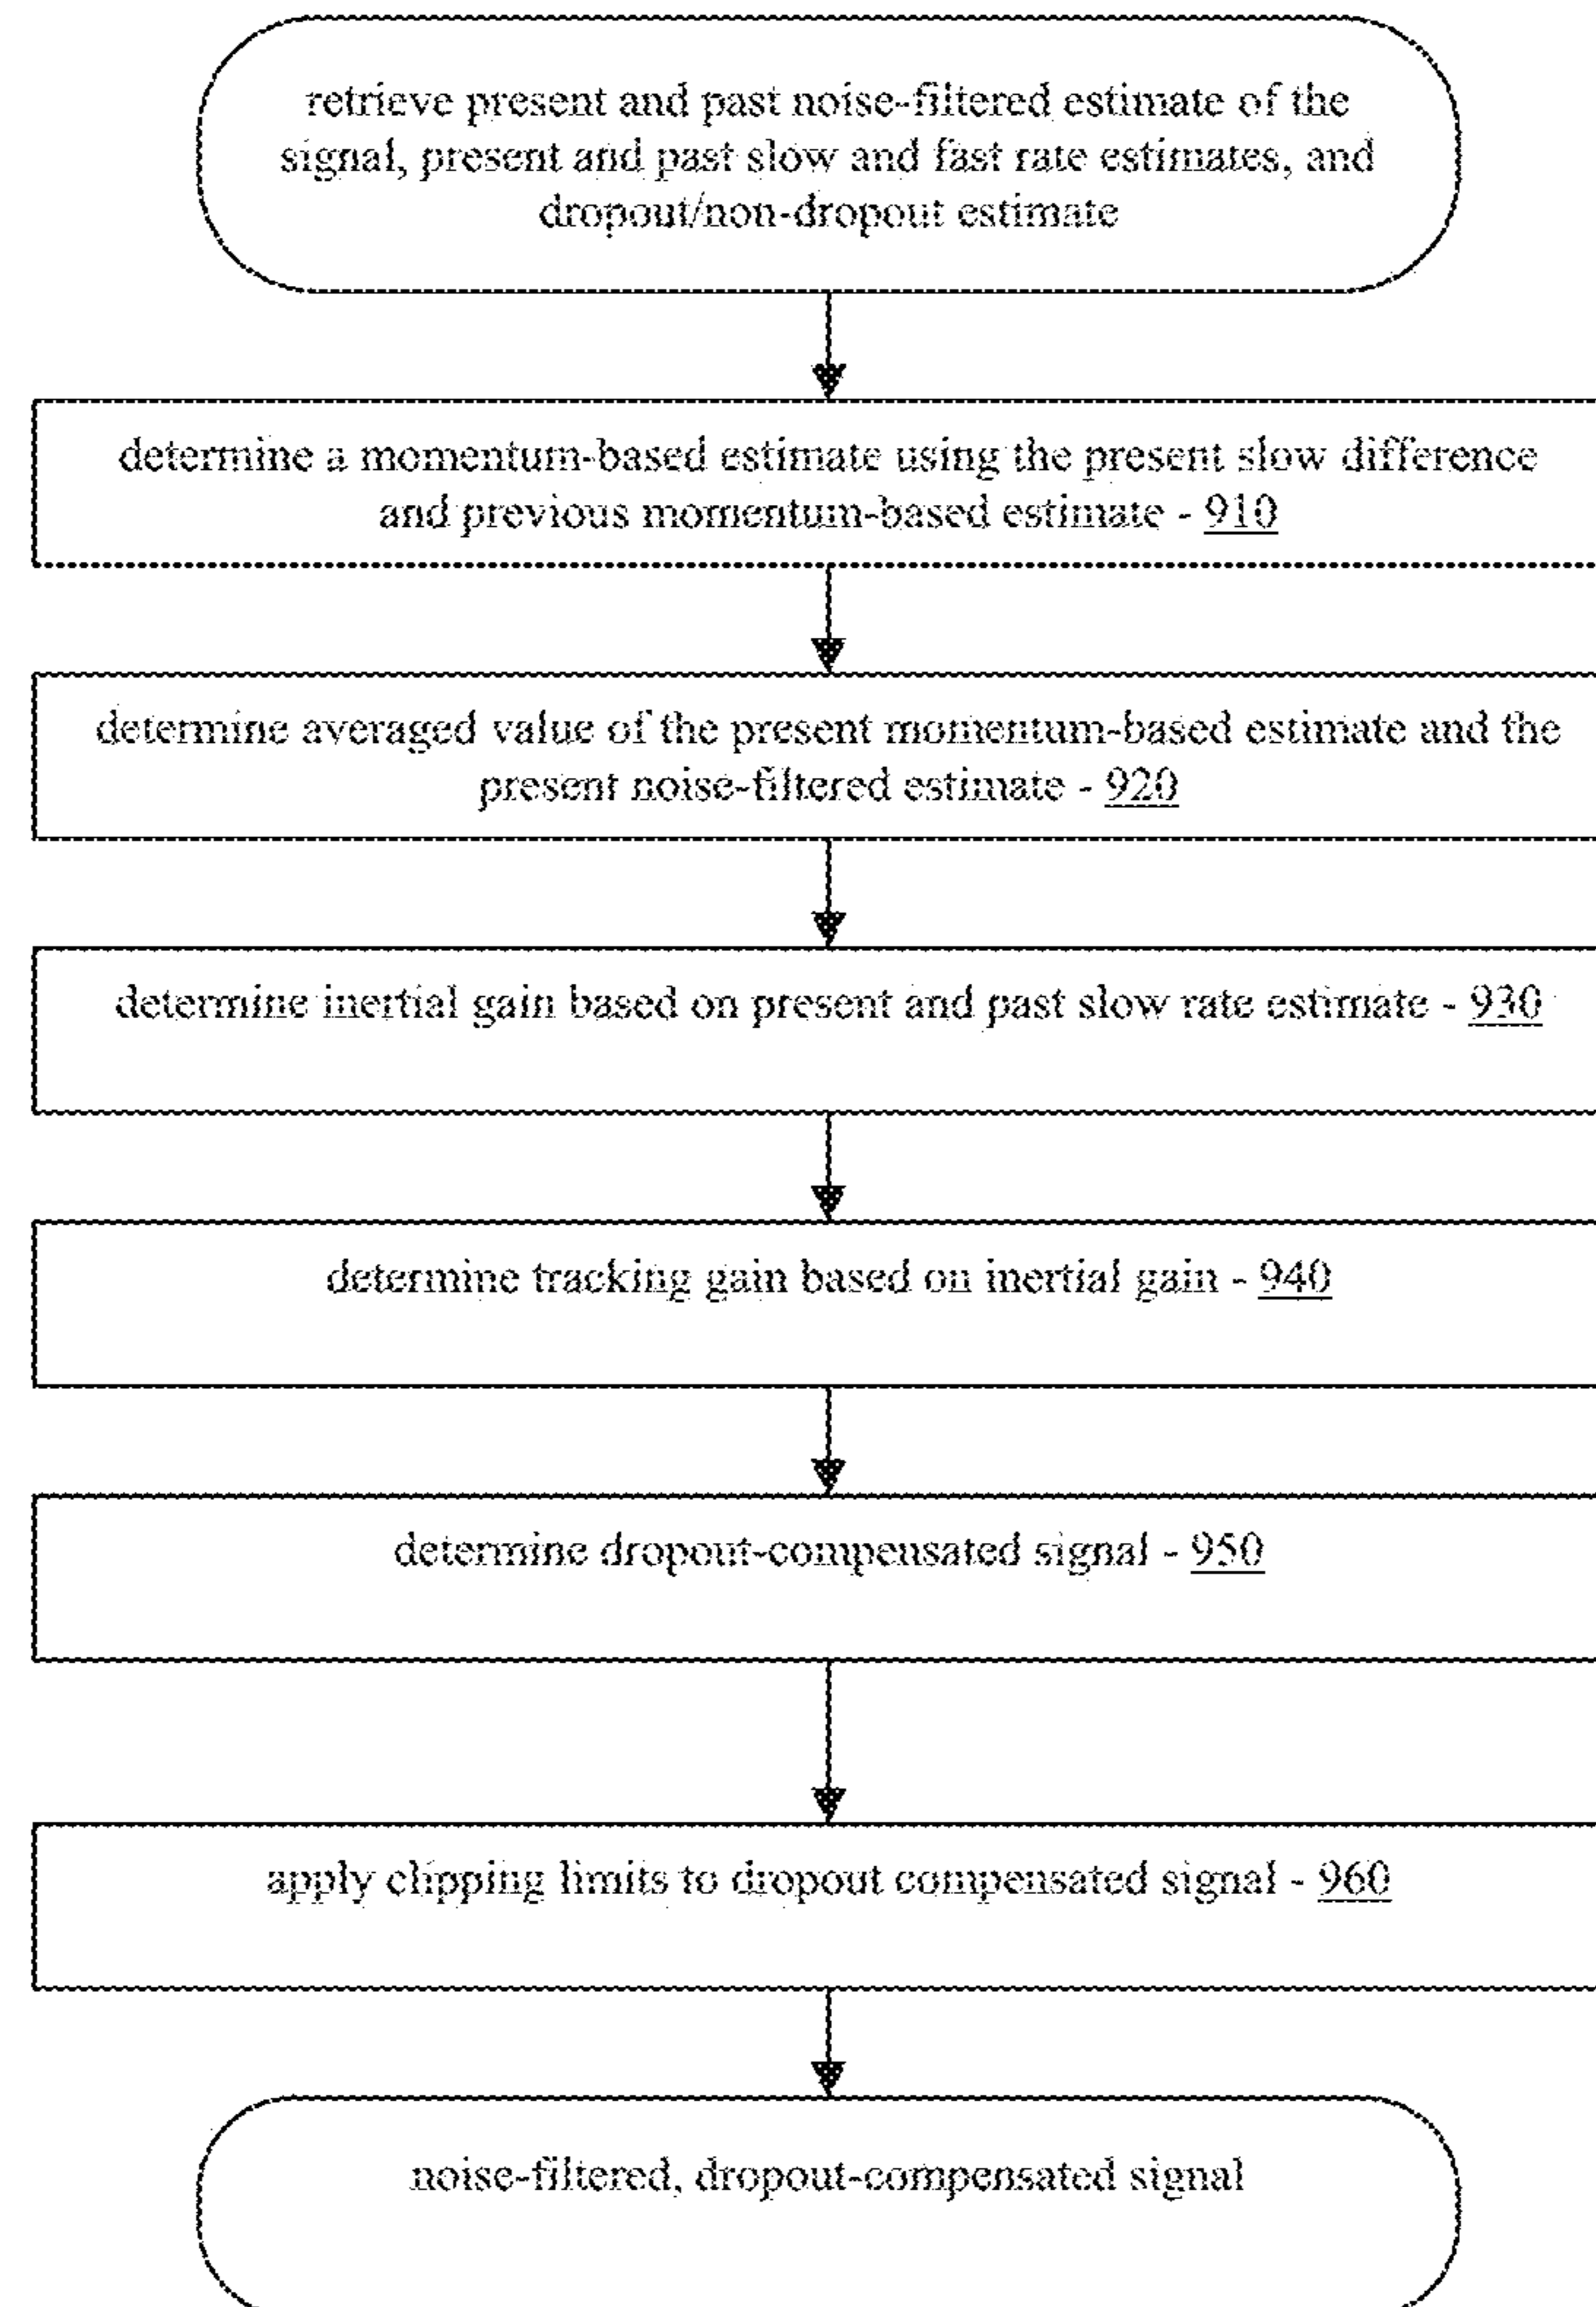 retrieve present and past noise-filtered estimate of the
signal, present and past slow and fast rate estimates, and
dropout/non-dropout estimate
determine a momentum-based estimate using the present slow difference
and previous momentum-based estimate - 910
determine averaged value of the present momentum-based estimate and the
present noise-filtered estimate - 920
determine inertial gain based on present and past slow rate estimate - 930
determine tracking gain based on inertial gain - 940
determine dropout-compensated signal - 950
apply clipping limits to dropout compensated signal - 960
noise-filtered, dropout-compensated signal